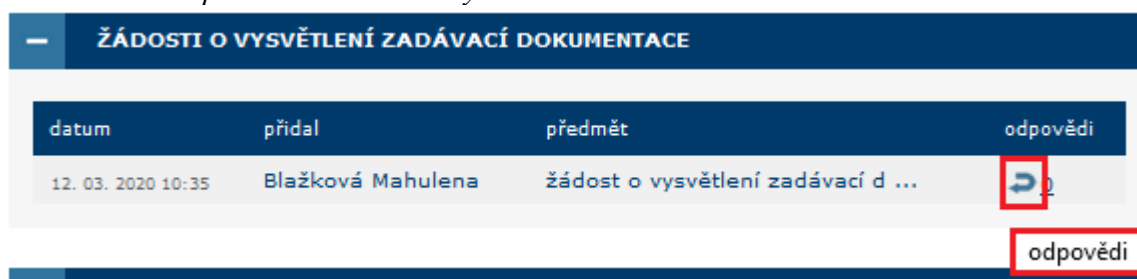 ŽÁDOSTI O VYSVĚTLENÍ ZADÁVACÍ DOKUMENTACE
datum přidal předmět odpovědi
12. 03. 2020 10:35 Blažková Mahulena žádost o vysvětlení zadávací d ... 0
odpovědi